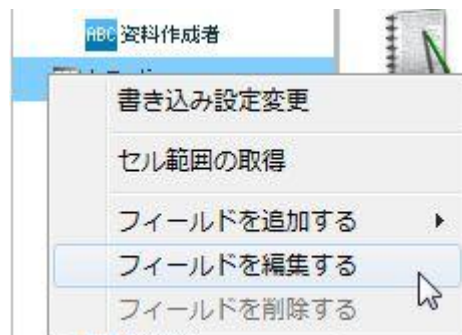 ABC 資料作成者
書き込み設定変更
セル範囲の取得
フィールドを追加する
フィールドを編集する
フィールドを削除する